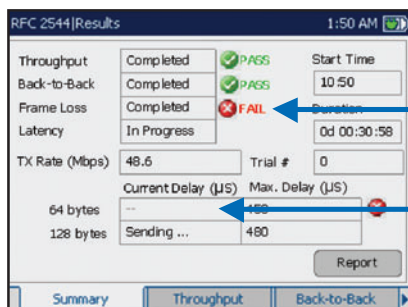 RFC 2544|Results 1:50 AM
Throughput Completed PASS Start Time
Back-to-Back Completed PASS 10:50
Frame Loss Completed FAIL Duration
Latency In Progress 0d 00:30:58
TX Rate (Mbps) 48.6 Trial # 0
Current Delay (µS) Max. Delay (µS)
64 bytes --
128 bytes Sending ... 480
Report
Summary Throughput Back-to-Back